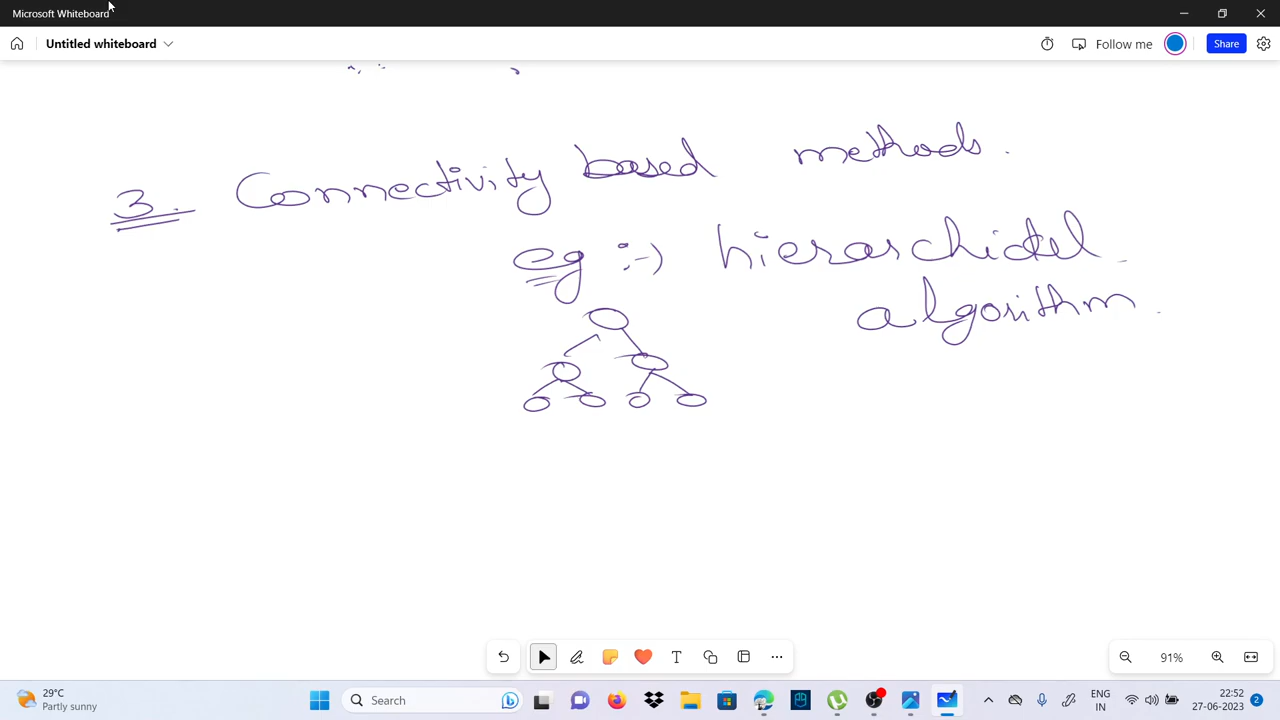 Microsoft Whiteboard
Untitled whiteboard
Follow me
Share
3. Connectivity based methods.
eg :-) hierarchical
algorithm
91%
29°C
Partly sunny
Search
ENG
IN
22:52
27-06-2023
2